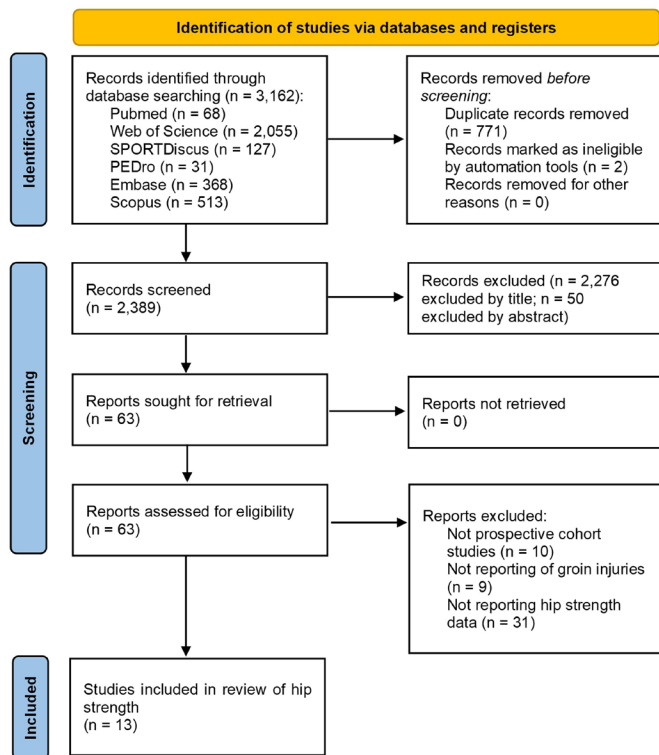 Identification of studies via databases and registers
Identification
Records identified through
database searching (n = 3,162):
Pubmed (n = 68)
Web of Science (n = 2,055)
SPORTDiscus (n = 127)
PEDro (n = 31)
Embase (n = 368)
Scopus (n = 513)
Records removed before
screening:
Duplicate records removed
(n = 771)
Records marked as ineligible
by automation tools (n = 2)
Records removed for other
reasons (n = 0)
Screening
Records screened
(n = 2,389)
Records excluded (n = 2,276
excluded by title; n = 50
excluded by abstract)
Reports sought for retrieval
(n = 63)
Reports not retrieved
(n = 0)
Reports assessed for eligibility
(n = 63)
Reports excluded:
Not prospective cohort
studies (n = 10)
Not reporting of groin injuries
(n = 9)
Not reporting hip strength
data (n = 31)
Included
Studies included in review of hip
strength
(n = 13)